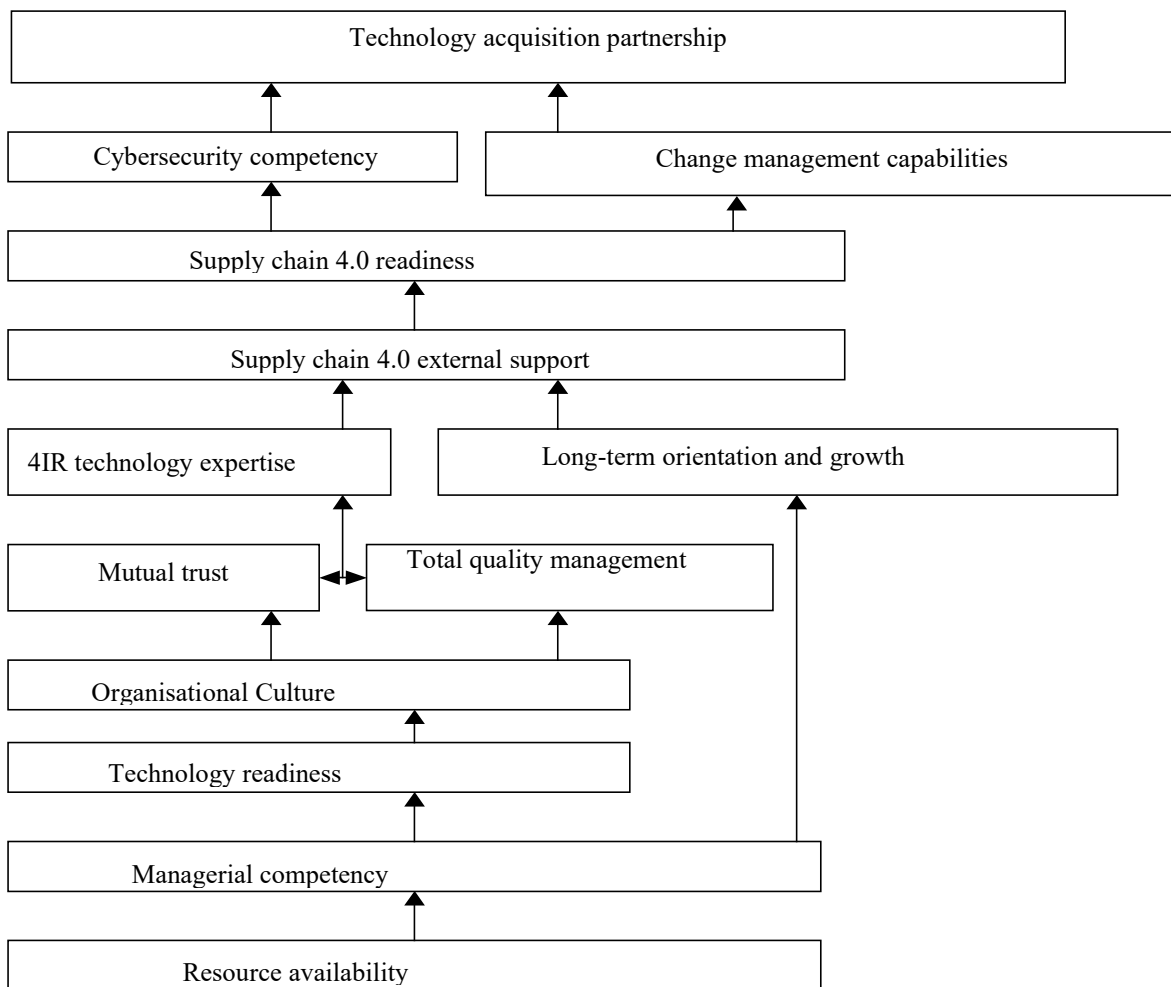 Technology acquisition partnership
Cybersecurity competency
Change management capabilities
Supply chain 4.0 readiness
Supply chain 4.0 external support
4IR technology expertise
Long-term orientation and growth
Mutual trust
Total quality management
Organisational Culture
Technology readiness
Managerial competency
Resource availability